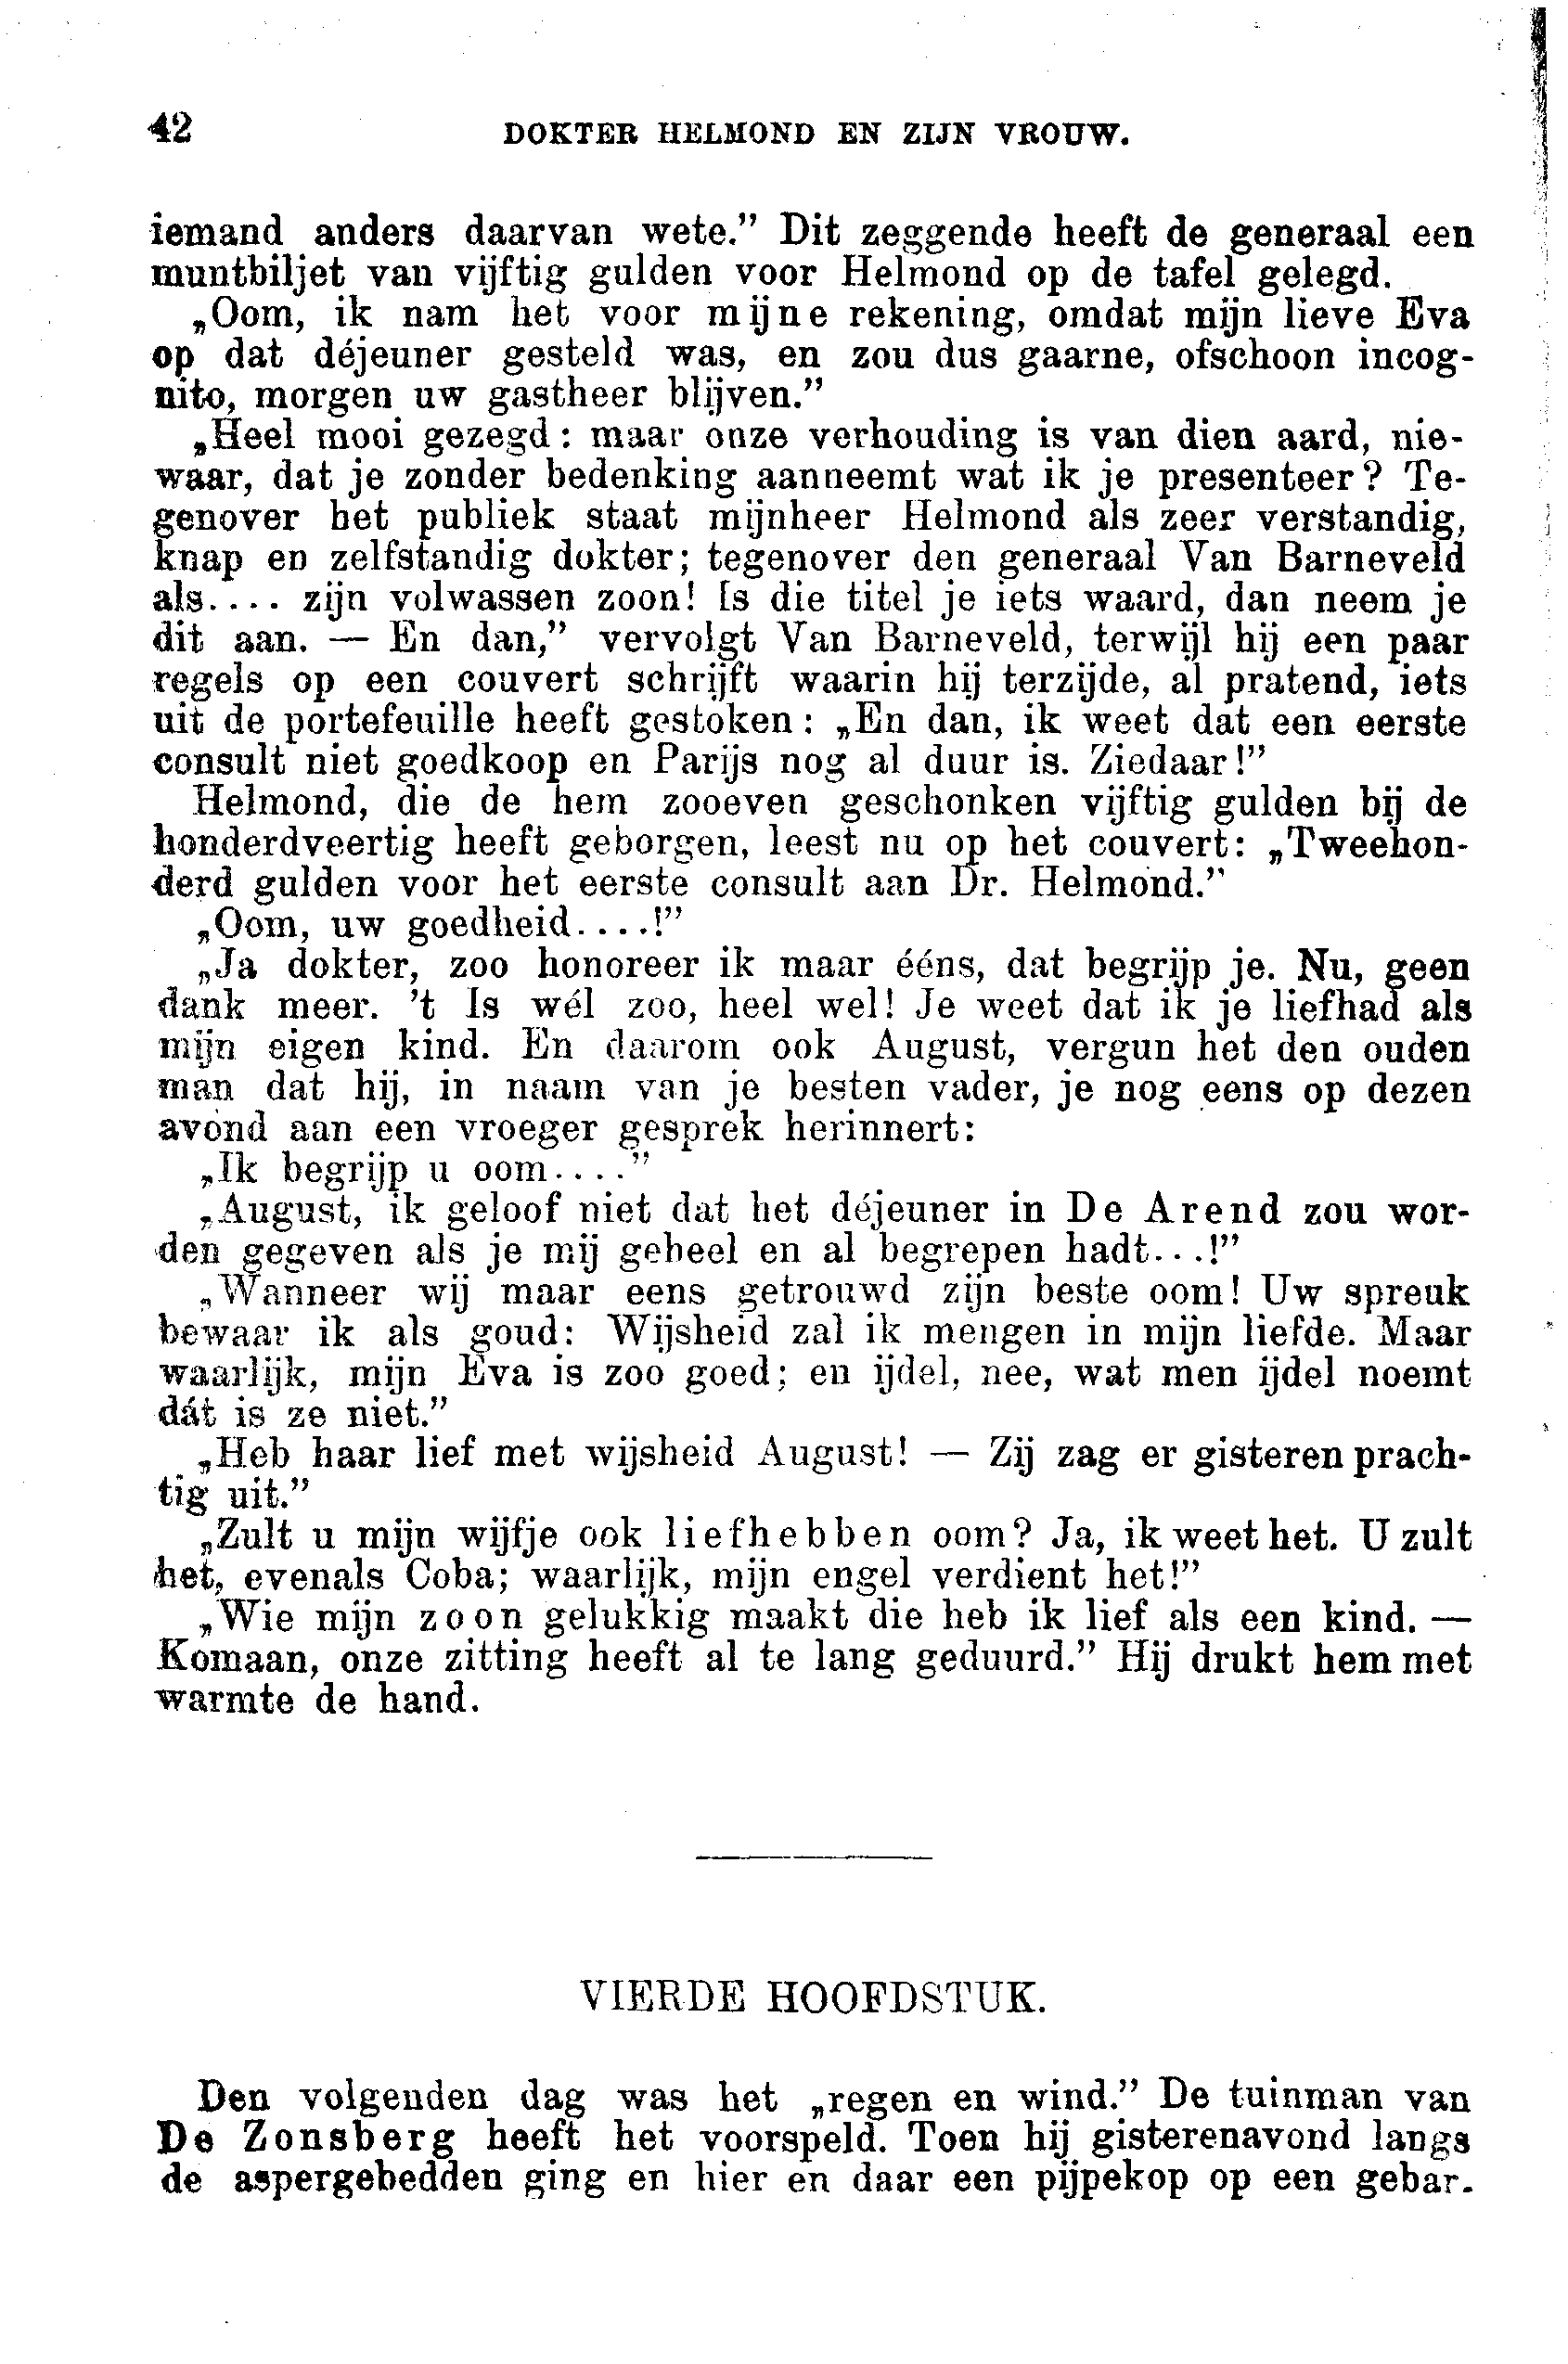 42 DOKTER HELMOND EN ZIJN VROUW.
iemand anders daarvan wete.” Dit zeggende heeft de generaal een
muntbiljet van vijftig gulden voor Helmond op de tafel gelegd.
„Oom, ik nam het voor mijne rekening, omdat mijn lieve Eva
op dat déjeuner gesteld was, en zou dus gaarne, ofschoon incog-
nito, morgen uw gastheer blijven.”
„Heel mooi gezegd: maar onze verhouding is van dien aard, nie-
waar, dat je zonder bedenking aanneemt wat ik je presenteer? Te-
genover het publiek staat mijnheer Helmond als zeer verstandig,
knap en zelfstandig dokter; tegenover den generaal Van Barneveld
als.... zijn volwassen zoon! Is die titel je iets waard, dan neem je
dit aan. — En dan,” vervolgt Van Barneveld, terwijl hij een paar
regels op een couvert schrijft waarin hij terzijde, al pratend, iets
uit de portefeuille heeft gestoken: „En dan, ik weet dat een eerste
consult niet goedkoop en Parijs nog al duur is. Ziedaar!”
Helmond, die de hem zooeven geschonken vijftig gulden bij de
honderdveertig heeft geborgen, leest nu op het couvert: „Tweehon-
derd gulden voor het eerste consult aan Dr. Helmond.”
„Oom, uw goedheid....!”
„Ja dokter, zoo honoreer ik maar ééns, dat begrijp je. Nu, geen
dank meer. ’t Is wél zoo, heel wel! Je weet dat ik je liefhad als
mijn eigen kind. En daarom ook August, vergun het den ouden
man dat hij, in naam van je besten vader, je nog eens op dezen
avond aan een vroeger gesprek herinnert:
„Ik begrijp u oom....”
„August, ik geloof niet dat het déjeuner in De Arend zou wor-
den gegeven als je mij geheel en al begrepen hadt...!”
„Wanneer wij maar eens getrouwd zijn beste oom! Uw spreuk
bewaar ik als goud: Wijsheid zal ik mengen in mijn liefde. Maar
waarlijk, mijn Eva is zoo goed; en ijdel, nee, wat men ijdel noemt
dát is ze niet.”
„Heb haar lief met wijsheid August! — Zij zag er gisteren prach-
tig uit.”
„Zult u mijn wijfje ook liefhebben oom? Ja, ik weet het. U zult
het, evenals Coba; waarlijk, mijn engel verdient het!”
„Wie mijn zoon gelukkig maakt die heb ik lief als een kind. —
Komaan, onze zitting heeft al te lang geduurd.” Hij drukt hem met
warmte de hand.
VIERDE HOOFDSTUK.
Den volgenden dag was het „regen en wind.” De tuinman van
De Zonsberg heeft het voorspeld. Toen hij gisterenavond langs
de aspergebedden ging en hier en daar een pijpekop op een gebar-